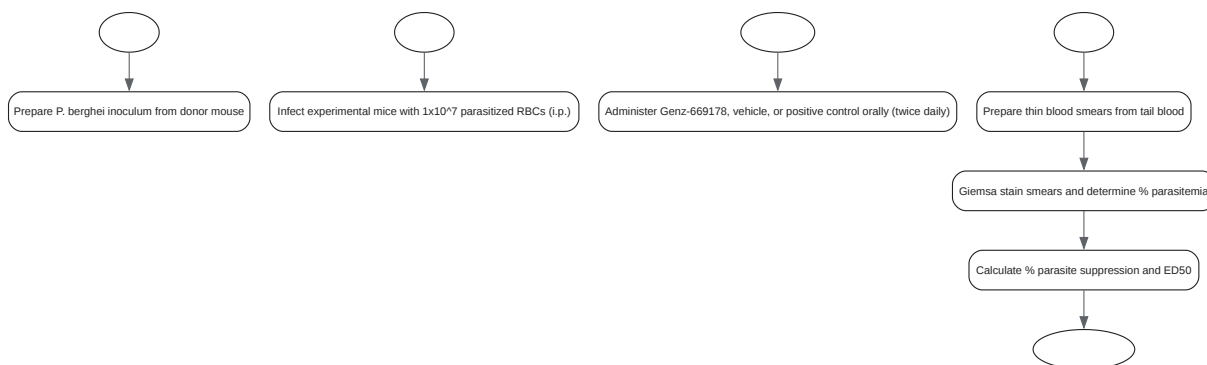 Prepare P. berghei inoculum from donor mouse
Infect experimental mice with 1x10^7 parasitized RBCs (i.p.)
Administer Genz-669178, vehicle, or positive control orally (twice daily)
Prepare thin blood smears from tail blood
Giemsa stain smears and determine % parasitemia
Calculate % parasite suppression and ED50